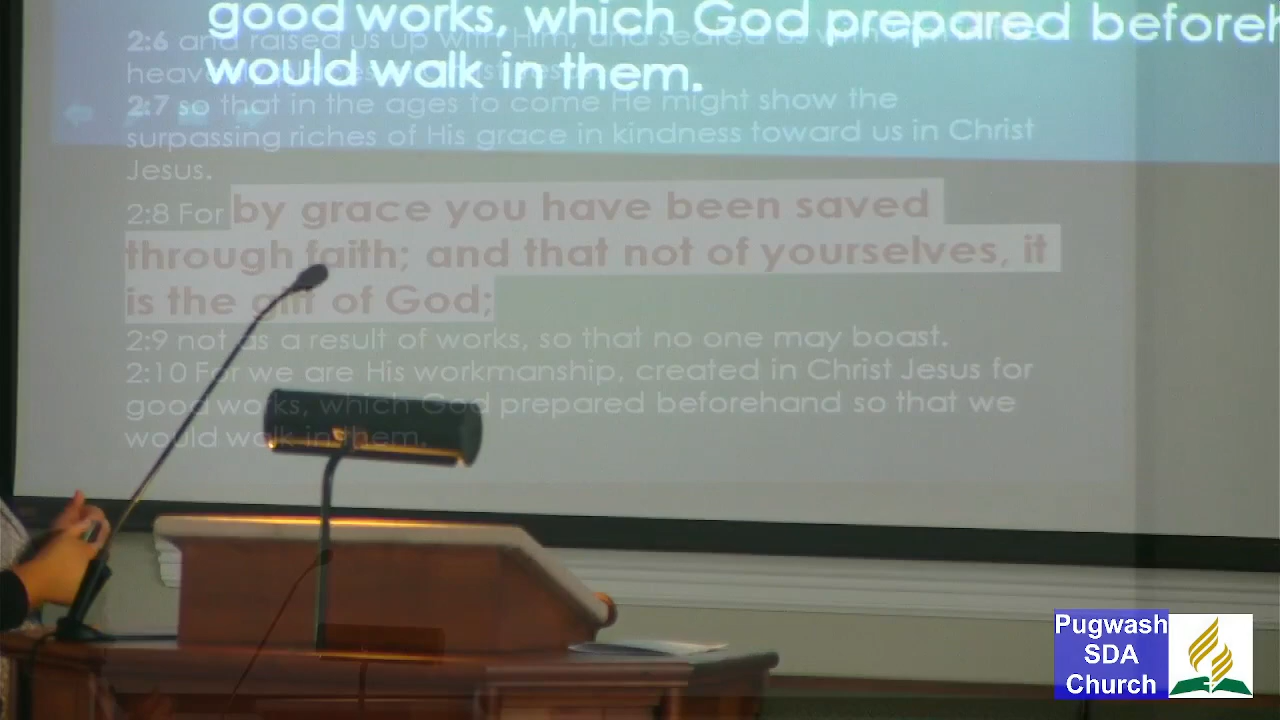 good works, which God prepared beforeh
would walk in them.
2:6 and raised us up with Him, and seated us with
heavenly places
2:7 so that in the ages to come He might show the
surpassing riches of His grace in kindness toward us in Christ
Jesus.
2:8 For by grace you have been saved
through faith; and that not of yourselves, it
is the gift of God;
2:9 not as a result of works, so that no one may boast.
2:10 For we are His workmanship, created in Christ Jesus for
good works, which God prepared beforehand so that we
would walk in them.
Pugwash
SDA
Church